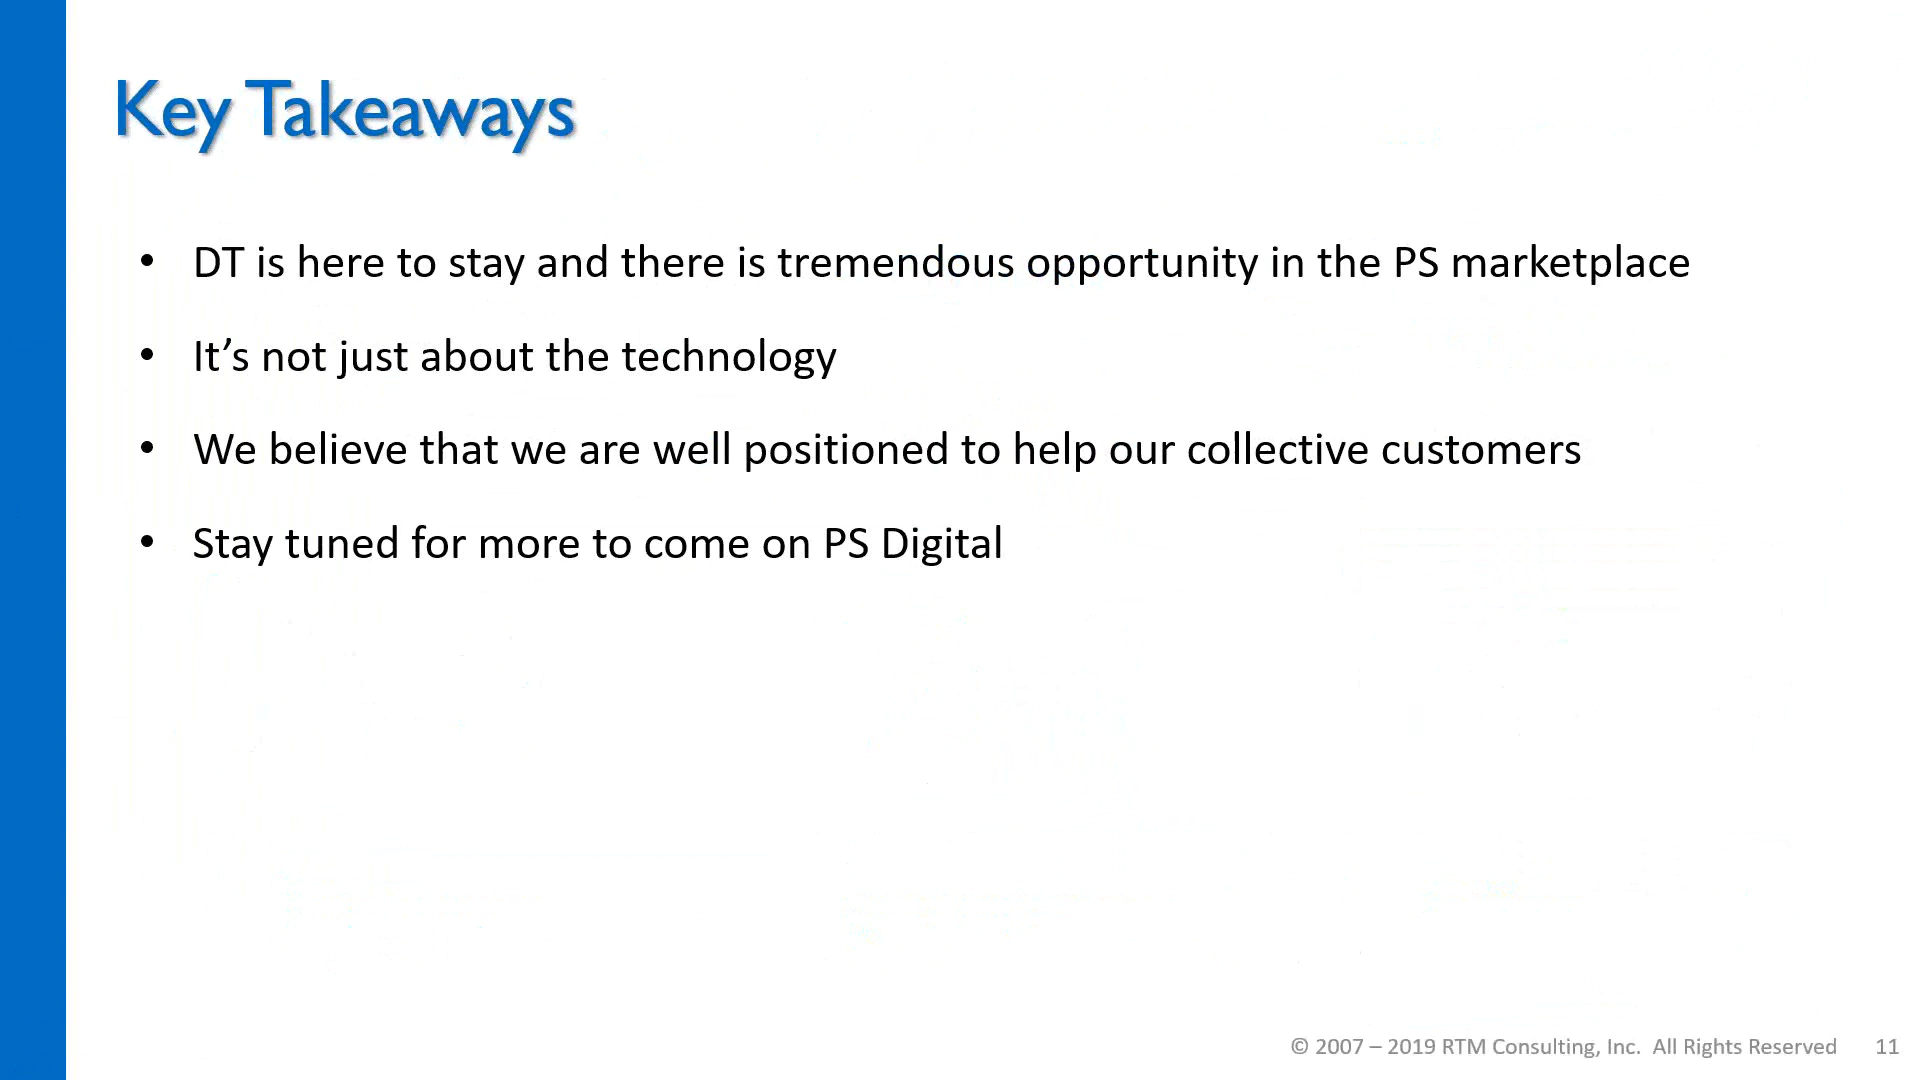 Key Takeaways
• DT is here to stay and there is tremendous opportunity in the PS marketplace
• It’s not just about the technology
• We believe that we are well positioned to help our collective customers
• Stay tuned for more to come on PS Digital
© 2007 – 2019 RTM Consulting, Inc.  All Rights Reserved 11